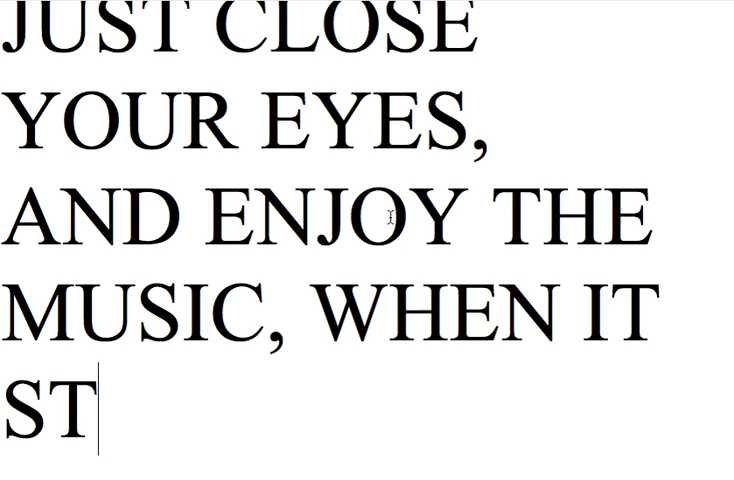 JUST CLOSE
YOUR EYES,
AND ENJOY THE
MUSIC, WHEN IT
ST